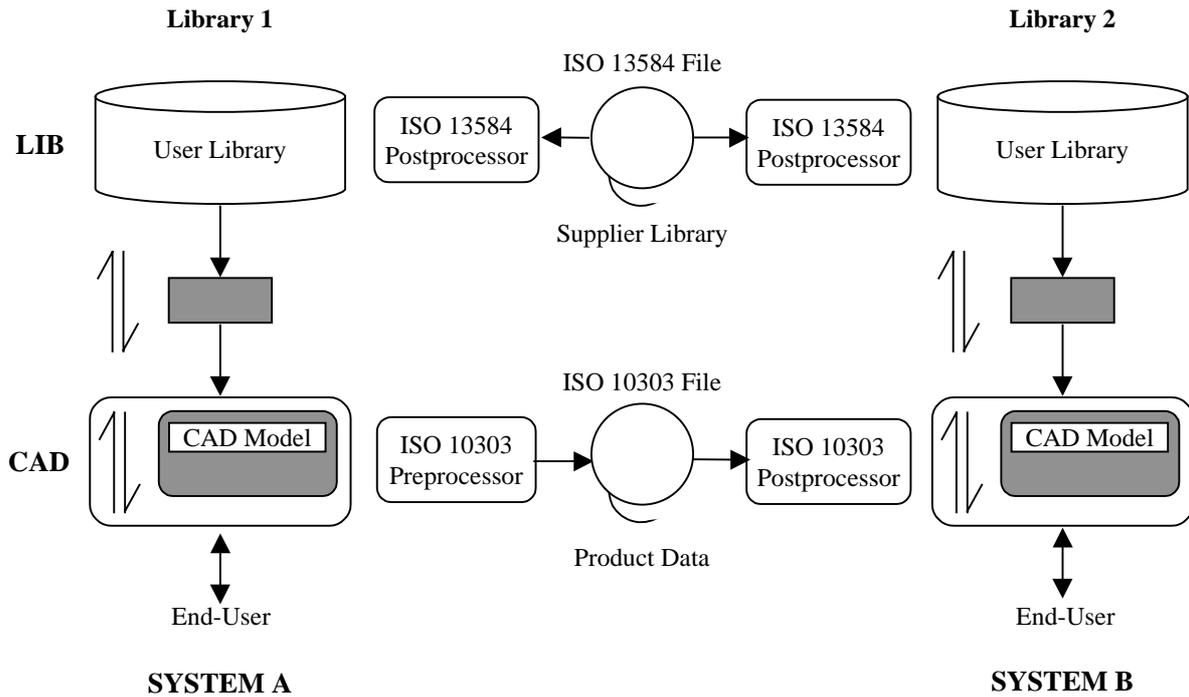 Library 1
Library 2
ISO 13584 File
LIB
User Library
ISO 13584
Postprocessor
ISO 13584
Postprocessor
User Library
Supplier Library
ISO 10303 File
CAD
CAD Model
ISO 10303
Preprocessor
ISO 10303
Postprocessor
CAD Model
Product Data
End-User
End-User
SYSTEM A
SYSTEM B